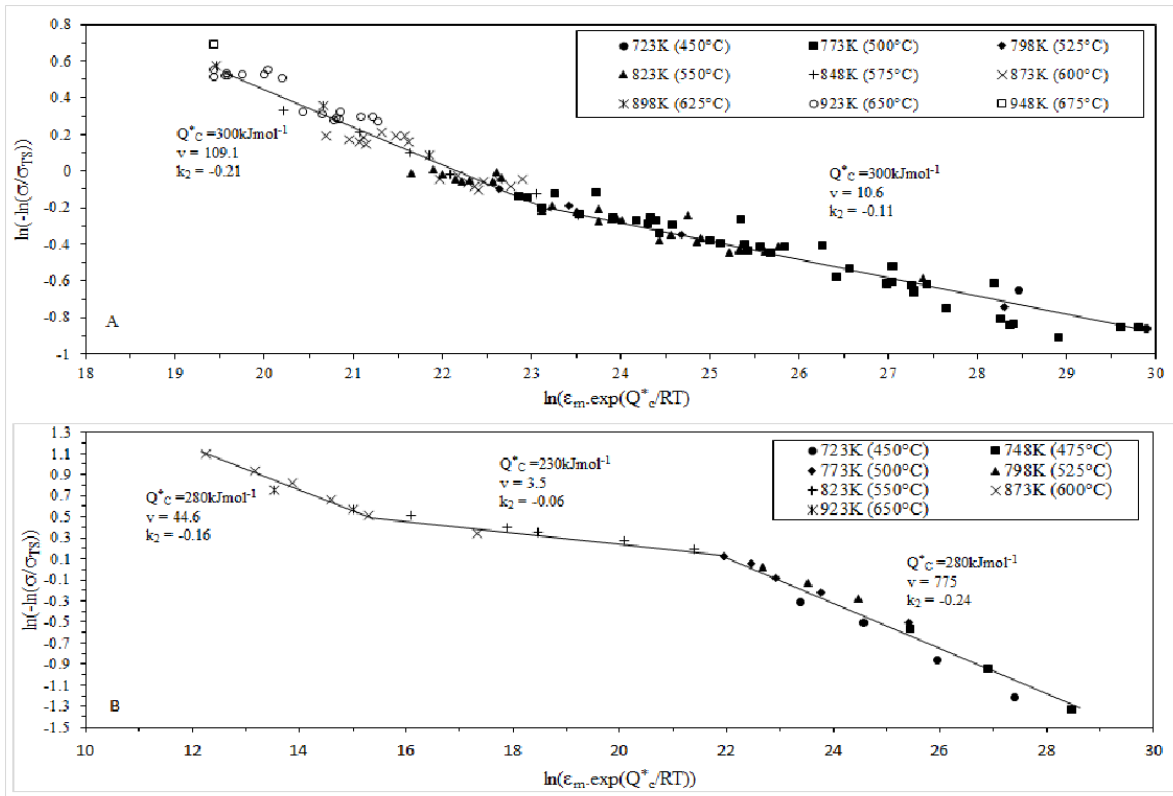 0.8
0.6
0.4
0.2
0
-0.2
-0.4
-0.6
-0.8
-1
ln(-ln(σ/σTS))
723K (450°C) 773K (500°C) 798K (525°C)
823K (550°C) 848K (575°C) 873K (600°C)
898K (625°C) 923K (650°C) 948K (675°C)
Q*C =300kJmol-1
v = 109.1
k2 = -0.21
Q*C =300kJmol-1
v = 10.6
k2 = -0.11
A
18 19 20 21 22 23 24 25 26 27 28 29 30
ln(εm.exp(Q*c/RT)
1.3
1.1
0.9
0.7
0.5
0.3
0.1
-0.1
-0.3
-0.5
-0.7
-0.9
-1.1
-1.3
-1.5
ln(-ln(σ/σTS))
723K (450°C) 748K (475°C)
773K (500°C) 798K (525°C)
823K (550°C) 873K (600°C)
923K (650°C)
Q*C=280kJmol-1
v = 44.6
k2 = -0.16
Q*C =230kJmol-1
v = 3.5
k2 = -0.06
Q*C=280kJmol-1
v = 775
k2 = -0.24
B
10 12 14 16 18 20 22 24 26 28 30
ln(εm.exp(Q*c/RT))